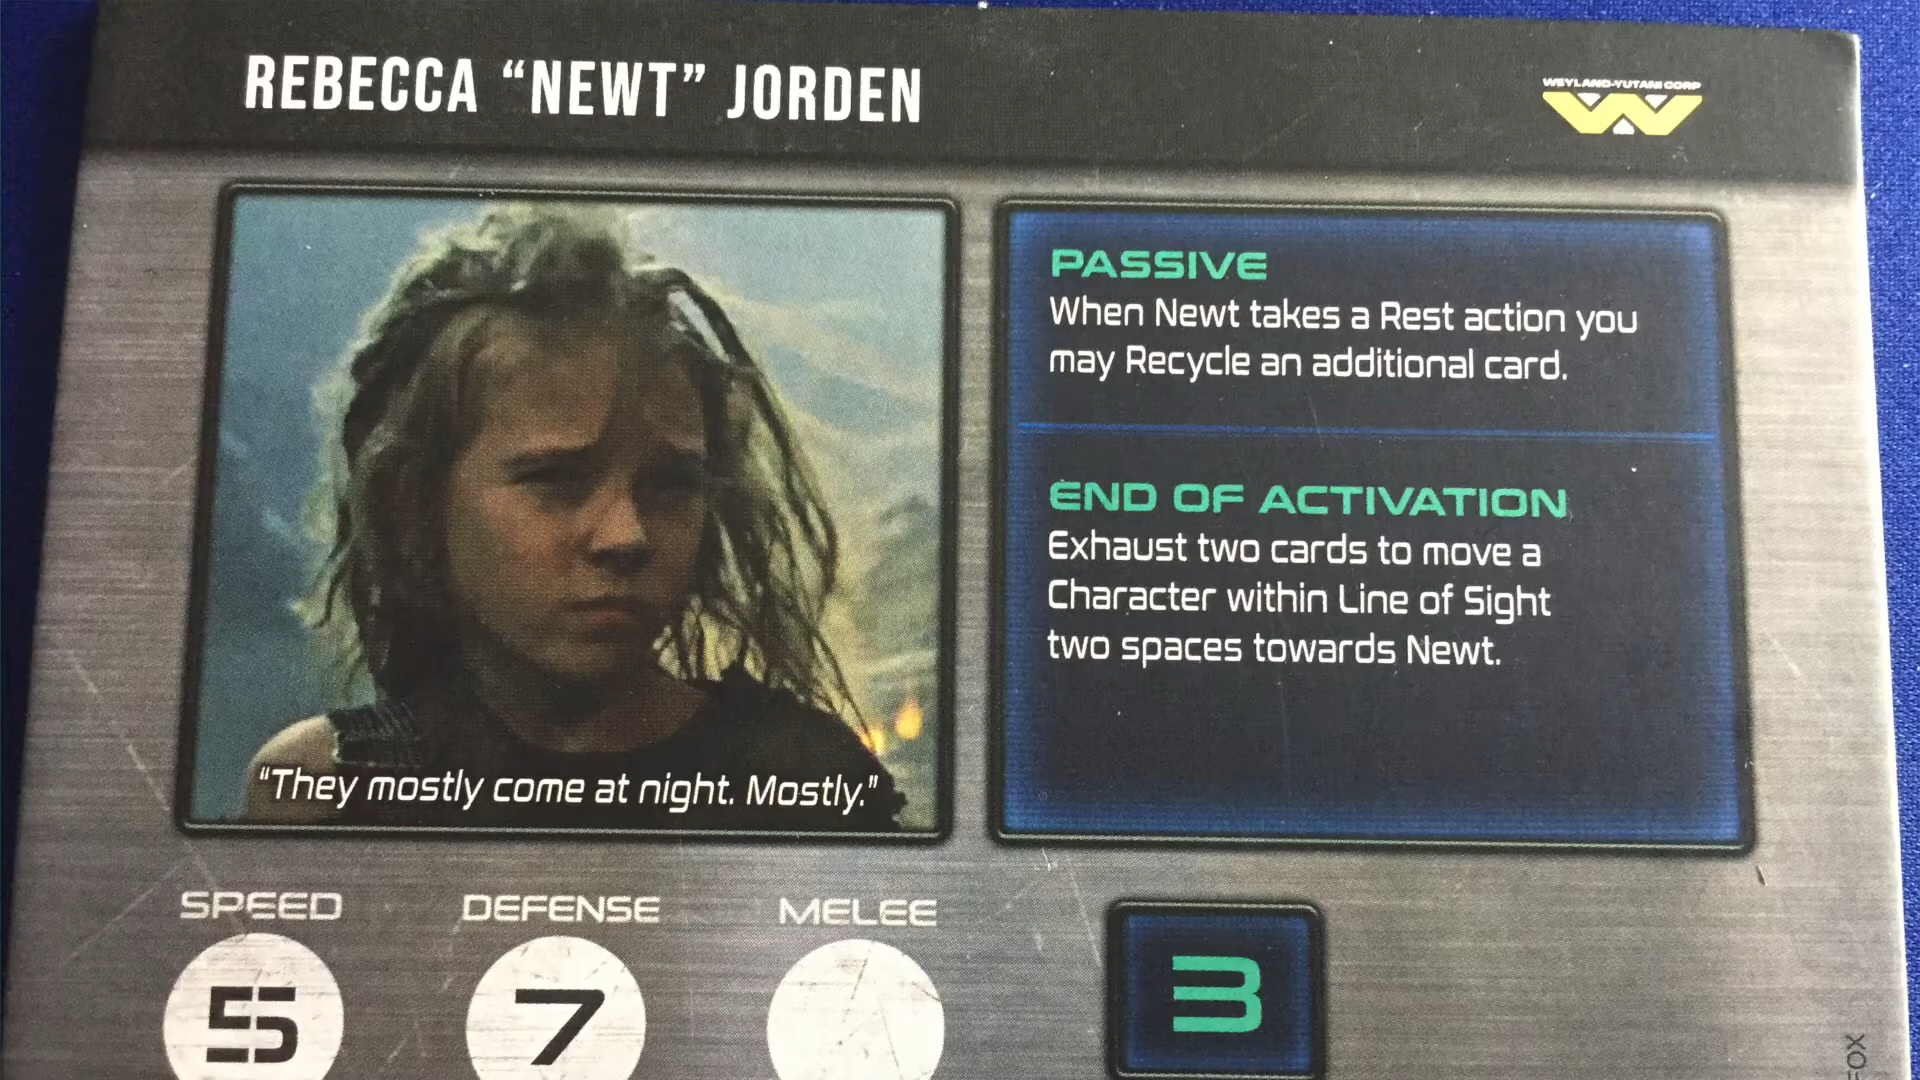 REBECCA “NEWT” JORDEN
WEYLAND-YUTANI CORP
PASSIVE
When Newt takes a Rest action you
may Recycle an additional card.
END OF ACTIVATION
Exhaust two cards to move a
Character within Line of Sight
two spaces towards Newt.
“They mostly come at night. Mostly.”
SPEED
DEFENSE
MELEE
5
7
3
FOX